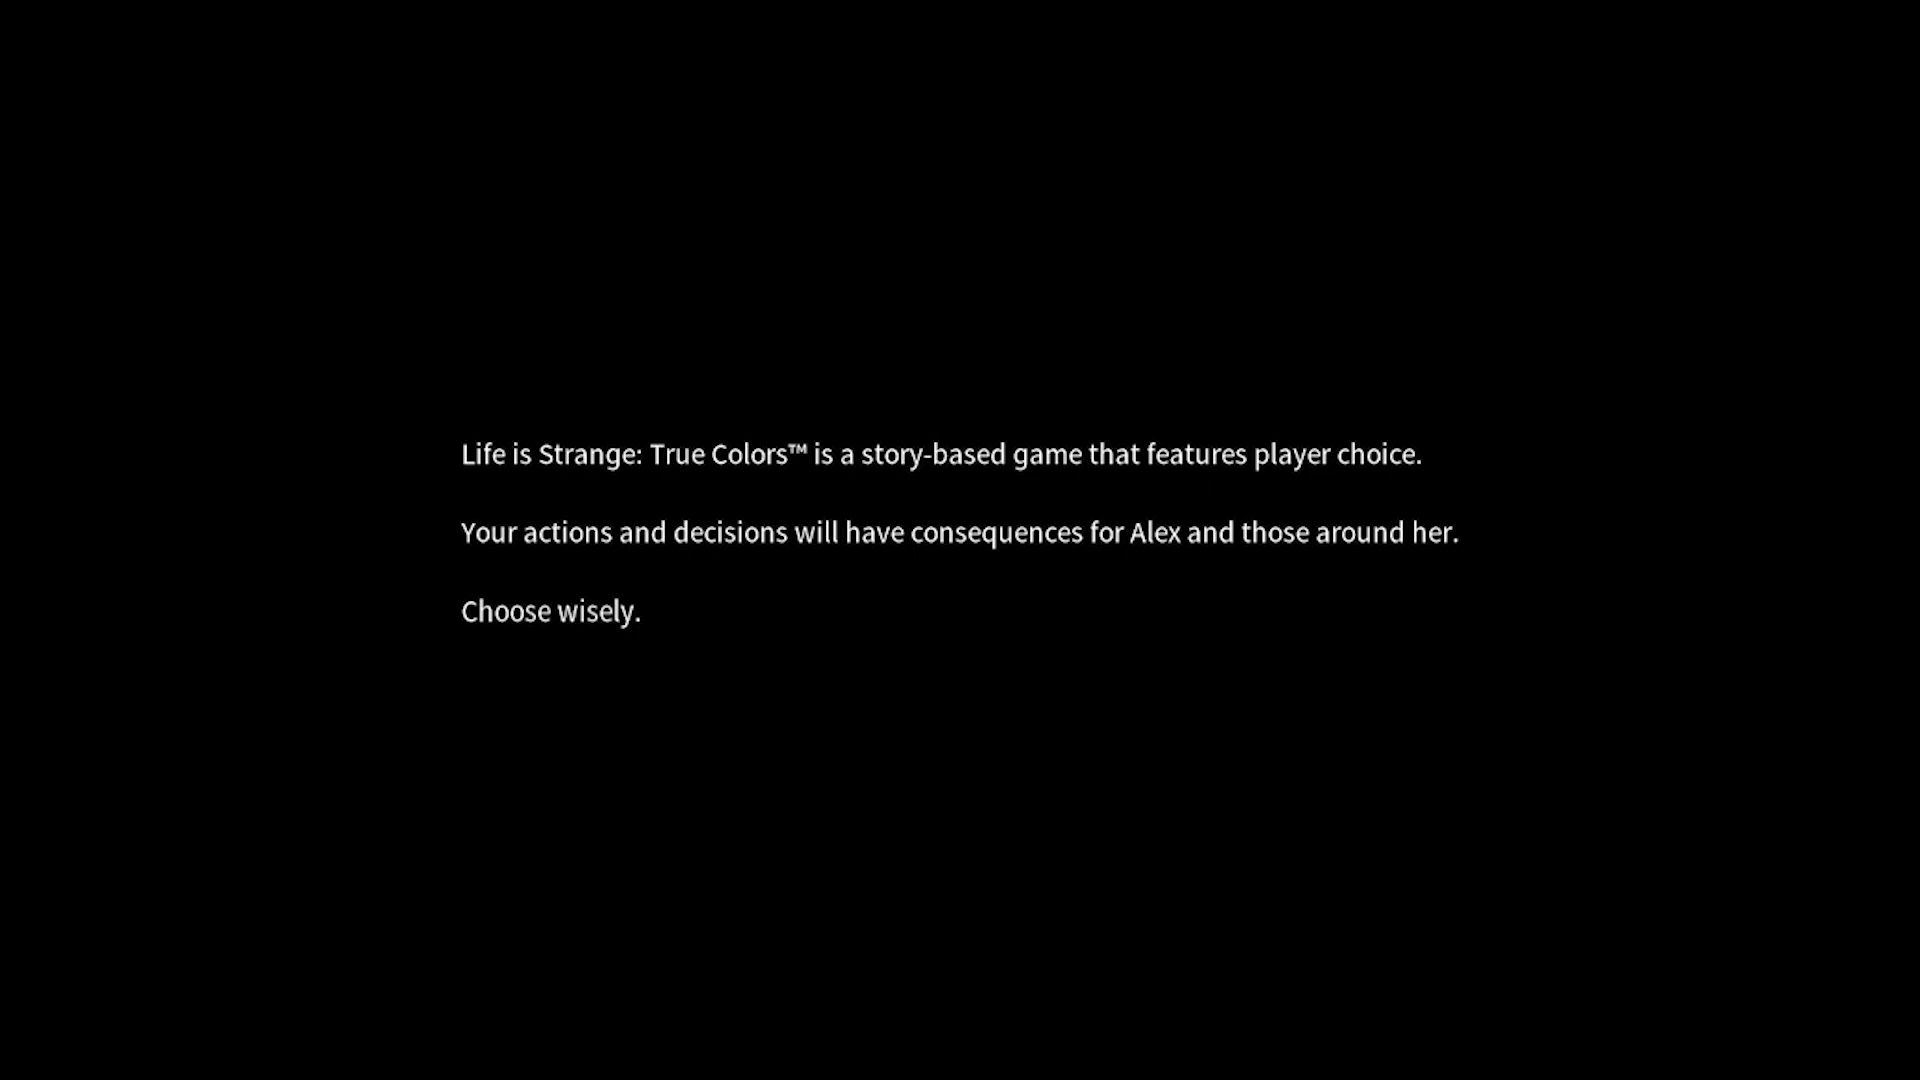 Life is Strange: True Colors™ is a story-based game that features player choice.
Your actions and decisions will have consequences for Alex and those around her.
Choose wisely.